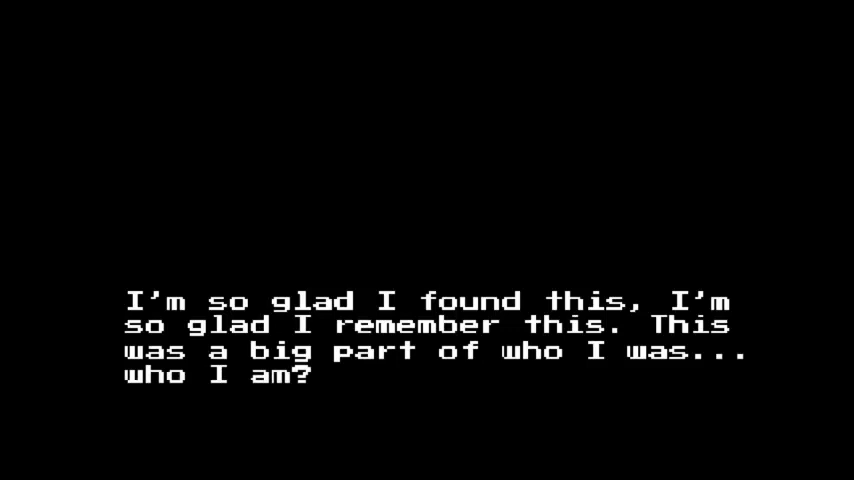 I'm so glad I found this, I'm
so glad I remember this. This
was a big part of who I was...
who I am?